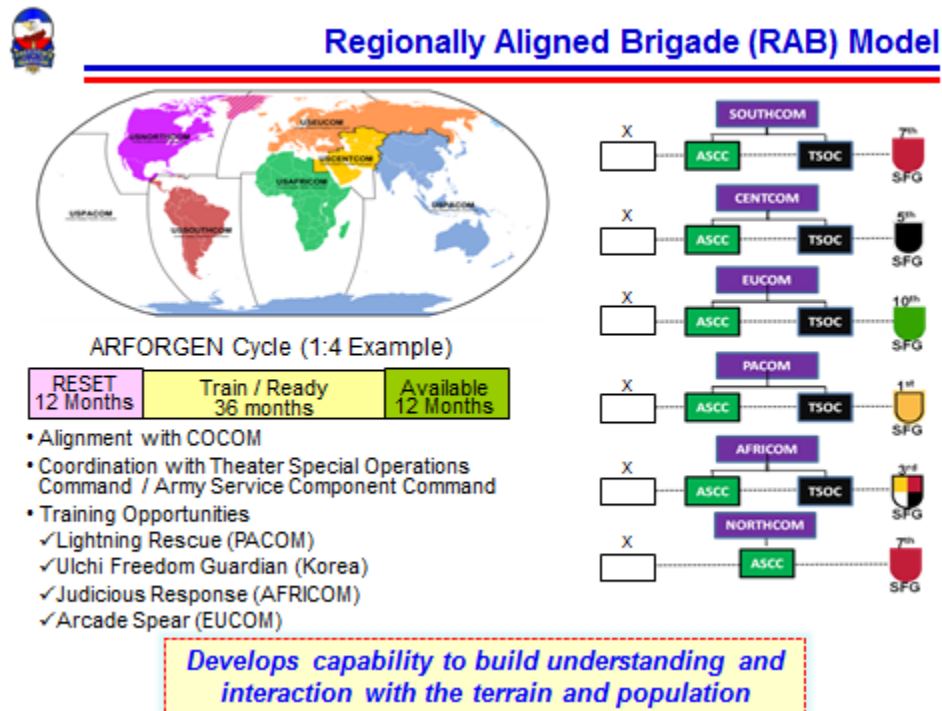 Regionally Aligned Brigade (RAB) Model
USNORTHCOM
USEUCOM
USCENTCOM
USAFRICOM
USPACOM
USPACOM
USSOUTHCOM
ARFORGEN Cycle (1:4 Example)
RESET
12 Months
Train / Ready
36 months
Available
12 Months
• Alignment with COCOM
• Coordination with Theater Special Operations
Command / Army Service Component Command
• Training Opportunities
✓Lightning Rescue (PACOM)
✓Ulchi Freedom Guardian (Korea)
✓Judicious Response (AFRICOM)
✓Arcade Spear (EUCOM)
SOUTHCOM
X
ASCC
TSOC
7th
SFG
CENTCOM
X
ASCC
TSOC
5th
SFG
EUCOM
X
ASCC
TSOC
10th
SFG
PACOM
X
ASCC
TSOC
1st
SFG
AFRICOM
X
ASCC
TSOC
3rd
SFG
NORTHCOM
X
ASCC
7th
SFG
Develops capability to build understanding and
interaction with the terrain and population